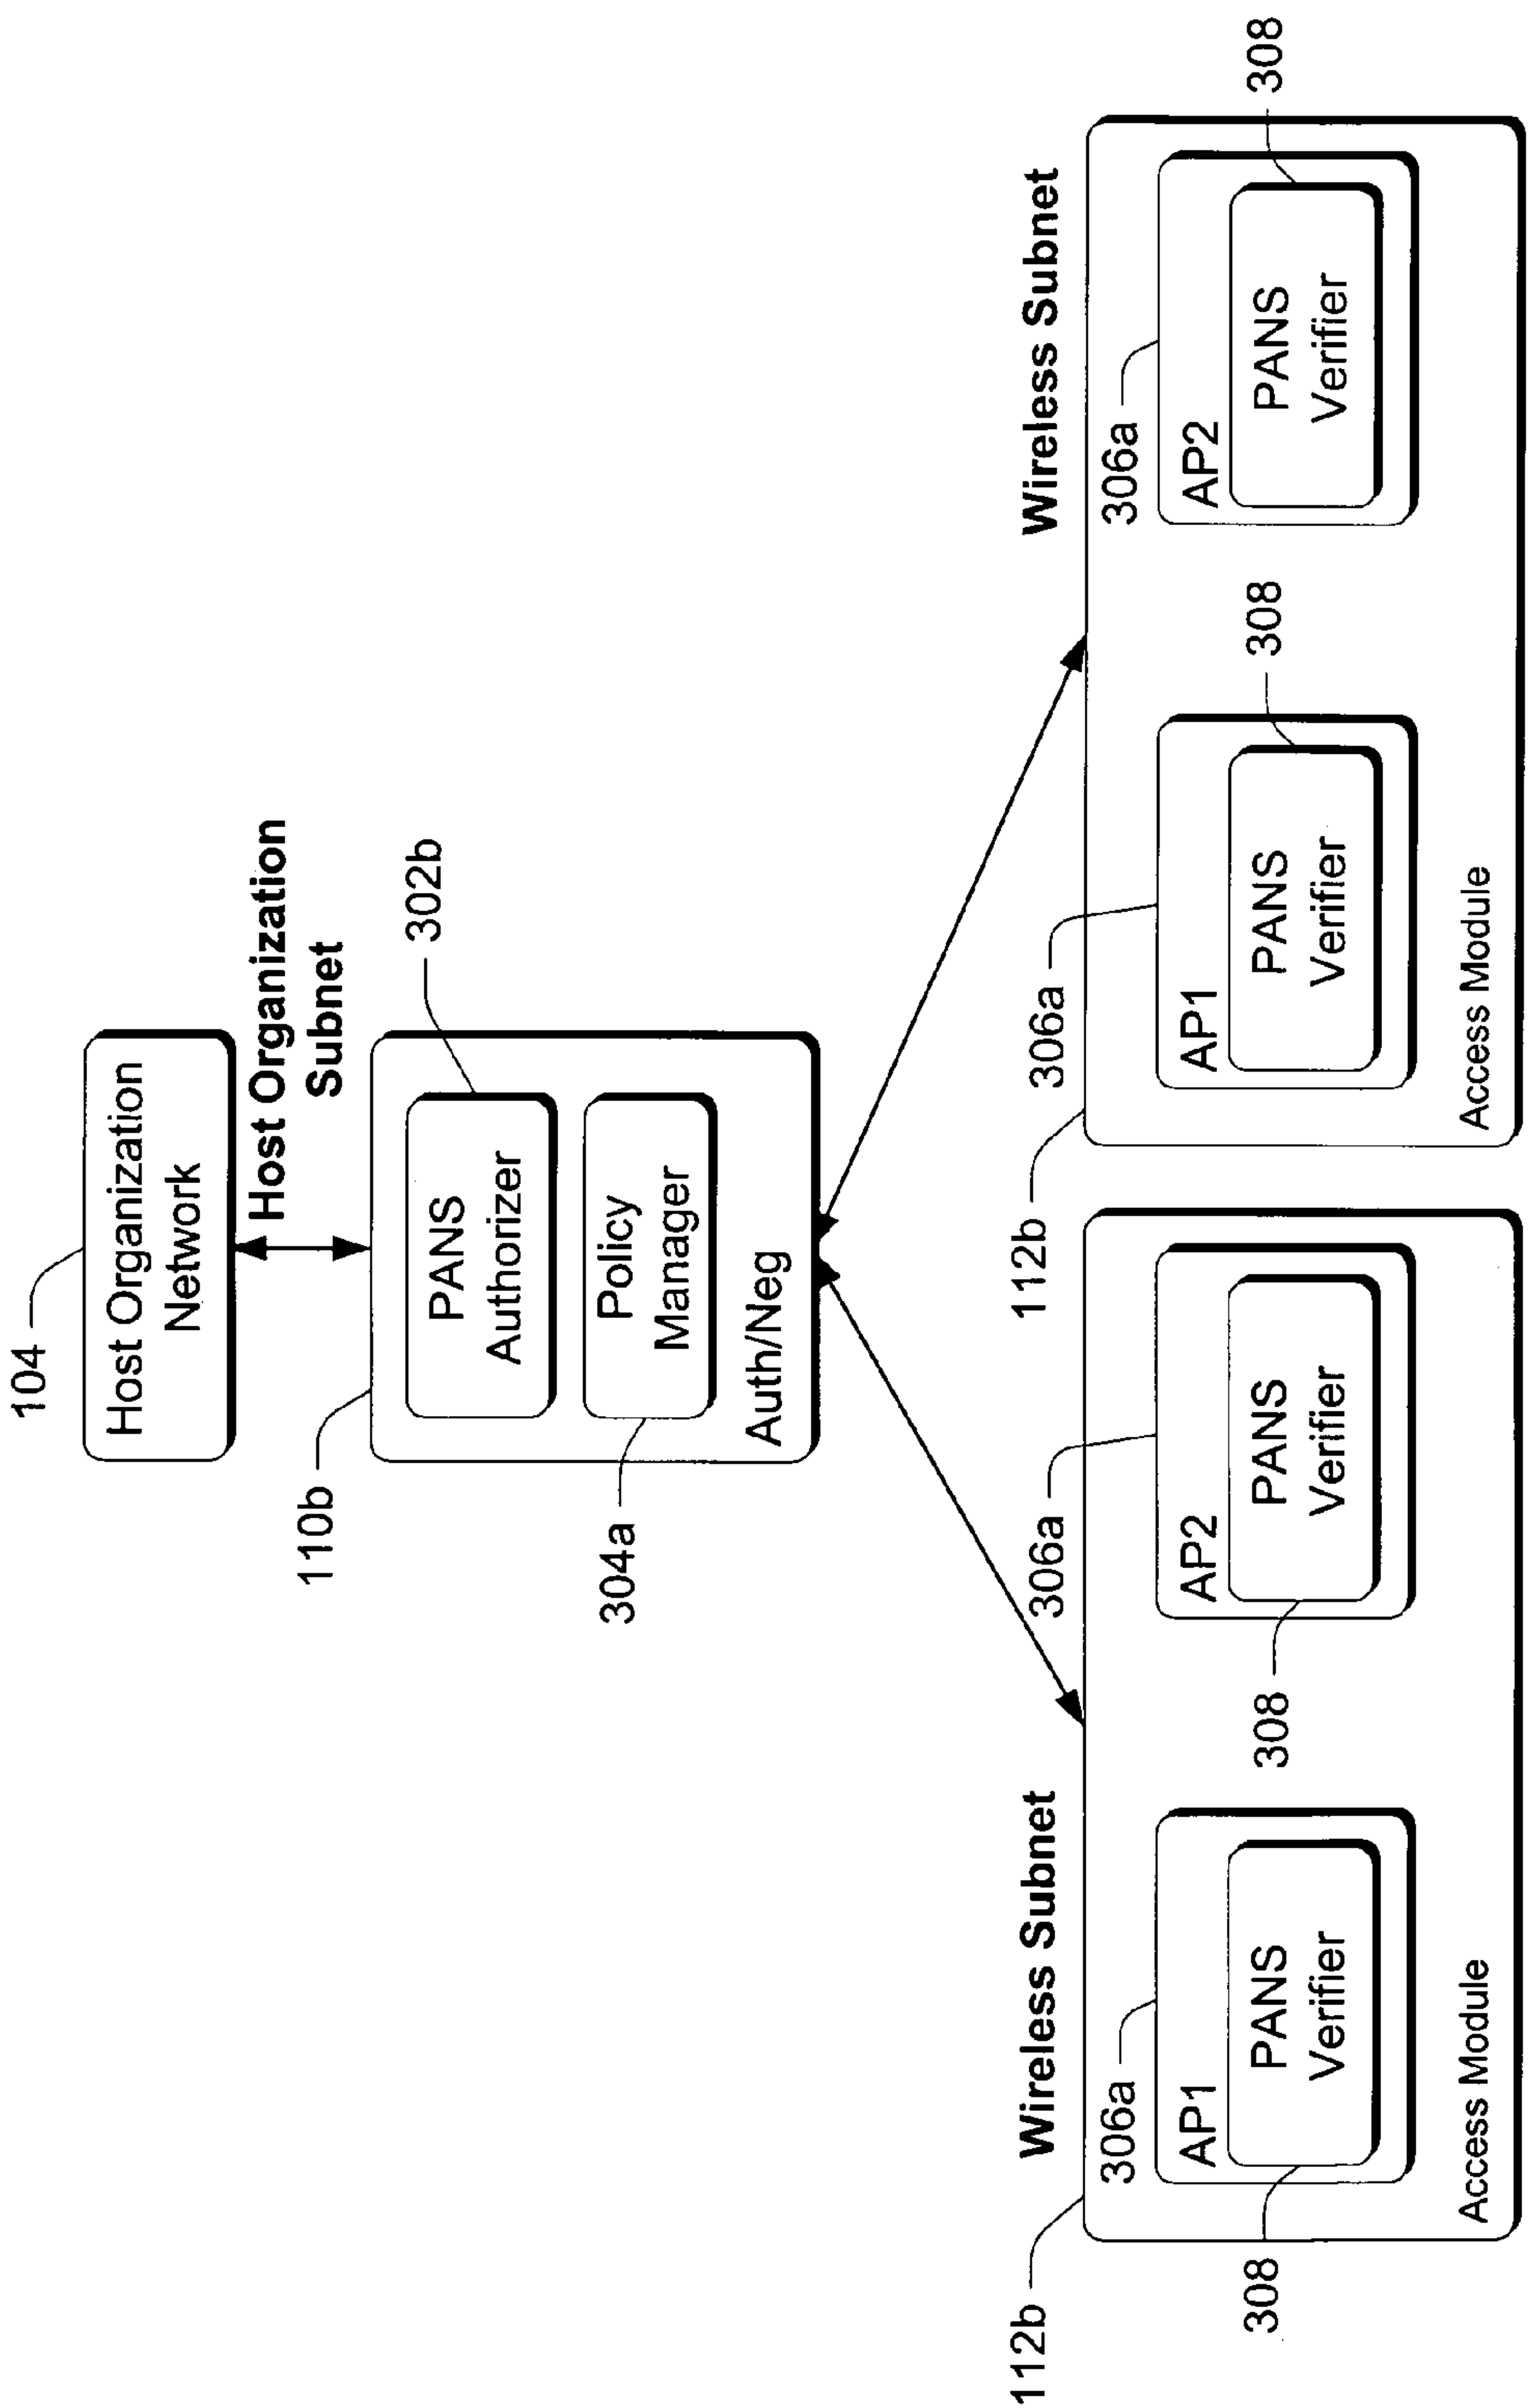 104
Host Organization
Network
Host Organization
Subnet
110b
302b
PANS
Authorizer
304a
Policy
Manager
Auth/Neg
Wireless Subnet
112b
306a
AP1
PANS
Verifier
308
306a
AP2
PANS
Verifier
308
Access Module
Wireless Subnet
112b
306a
AP1
PANS
Verifier
308
306a
AP2
PANS
Verifier
308
Access Module